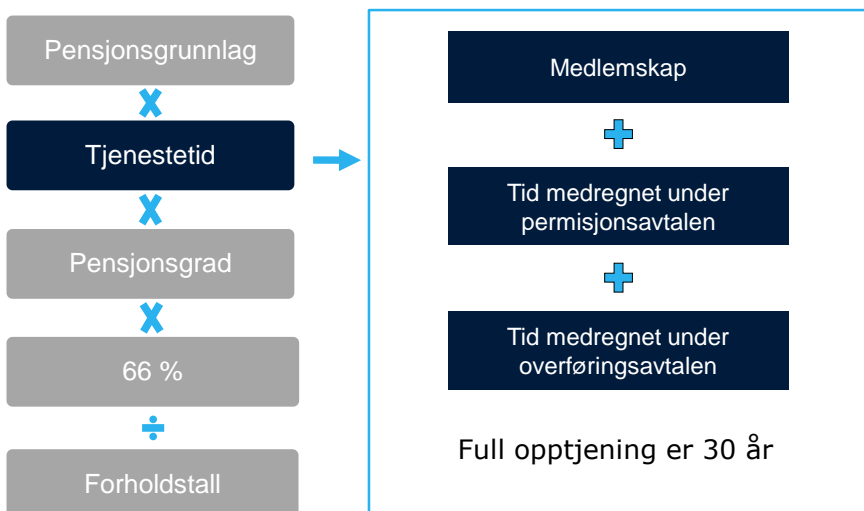 Pensjonsgrunnlag
Tjenestetid
Pensjonsgrad
66 %
Forholdstall
Medlemskap
Tid medregnet under
permisjonsavtalen
Tid medregnet under
overføringsavtalen
Full opptjening er 30 år